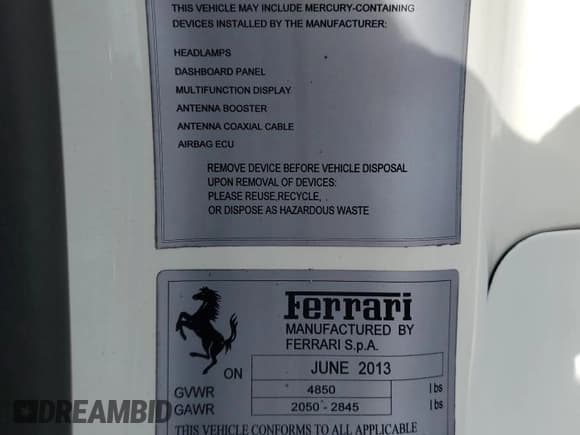 THIS VEHICLE MAY INCLUDE MERCURY-CONTAINING
DEVICES INSTALLED BY THE MANUFACTURER:
HEADLAMPS
DASHBOARD PANEL
MULTIFUNCTION DISPLAY
ANTENNA BOOSTER
ANTENNA COAXIAL CABLE
AIRBAG ECU
REMOVE DEVICE BEFORE VEHICLE DISPOSAL
UPON REMOVAL OF DEVICES:
PLEASE REUSE,RECYCLE,
OR DISPOSE AS HAZARDOUS WASTE
Ferrari
MANUFACTURED BY
FERRARI S.p.A.
ON JUNE 2013
GVWR 4850 lbs
GAWR 2050 - 2845 lbs
THIS VEHICLE CONFORMS TO ALL APPLICABLE
DREAMBID